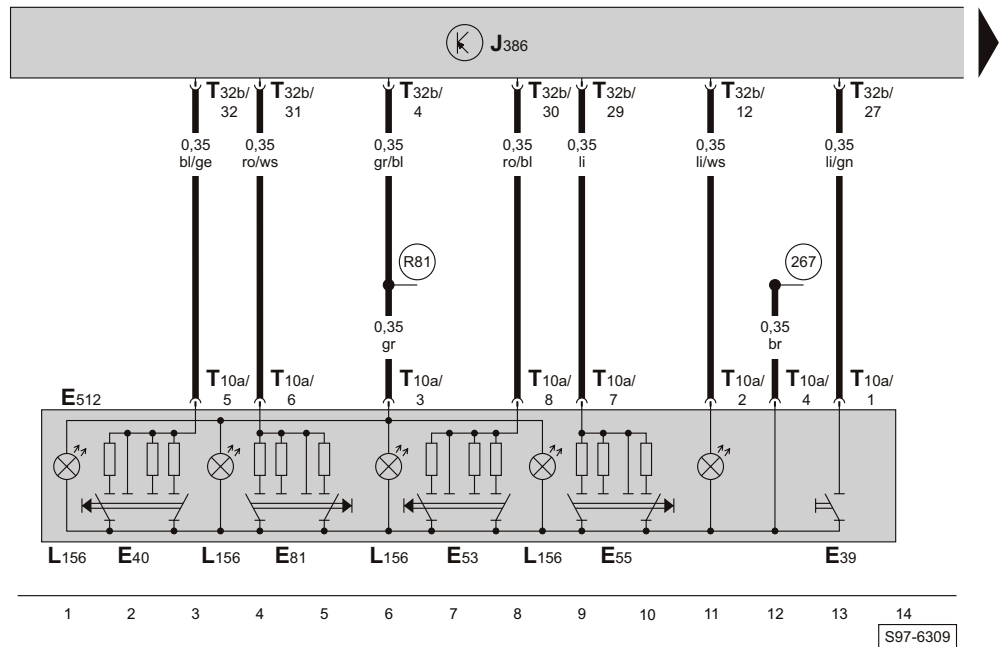 J386
T32b/ T32b/ T32b/ T32b/ T32b/ T32b/ T32b/
32 31 4 30 29 12 27
0,35 0,35 0,35 0,35 0,35 0,35 0,35
bl/ge ro/ws gr/bl ro/bl li li/ws li/gn
R81 267
0,35 0,35
gr br
T10a/ T10a/ T10a/ T10a/ T10a/ T10a/ T10a/ T10a/
E512 5 6 3 8 7 2 4 1
L156 E40 L156 E81 L156 E53 L156 E55 E39
1 2 3 4 5 6 7 8 9 10 11 12 13 14
S97-6309